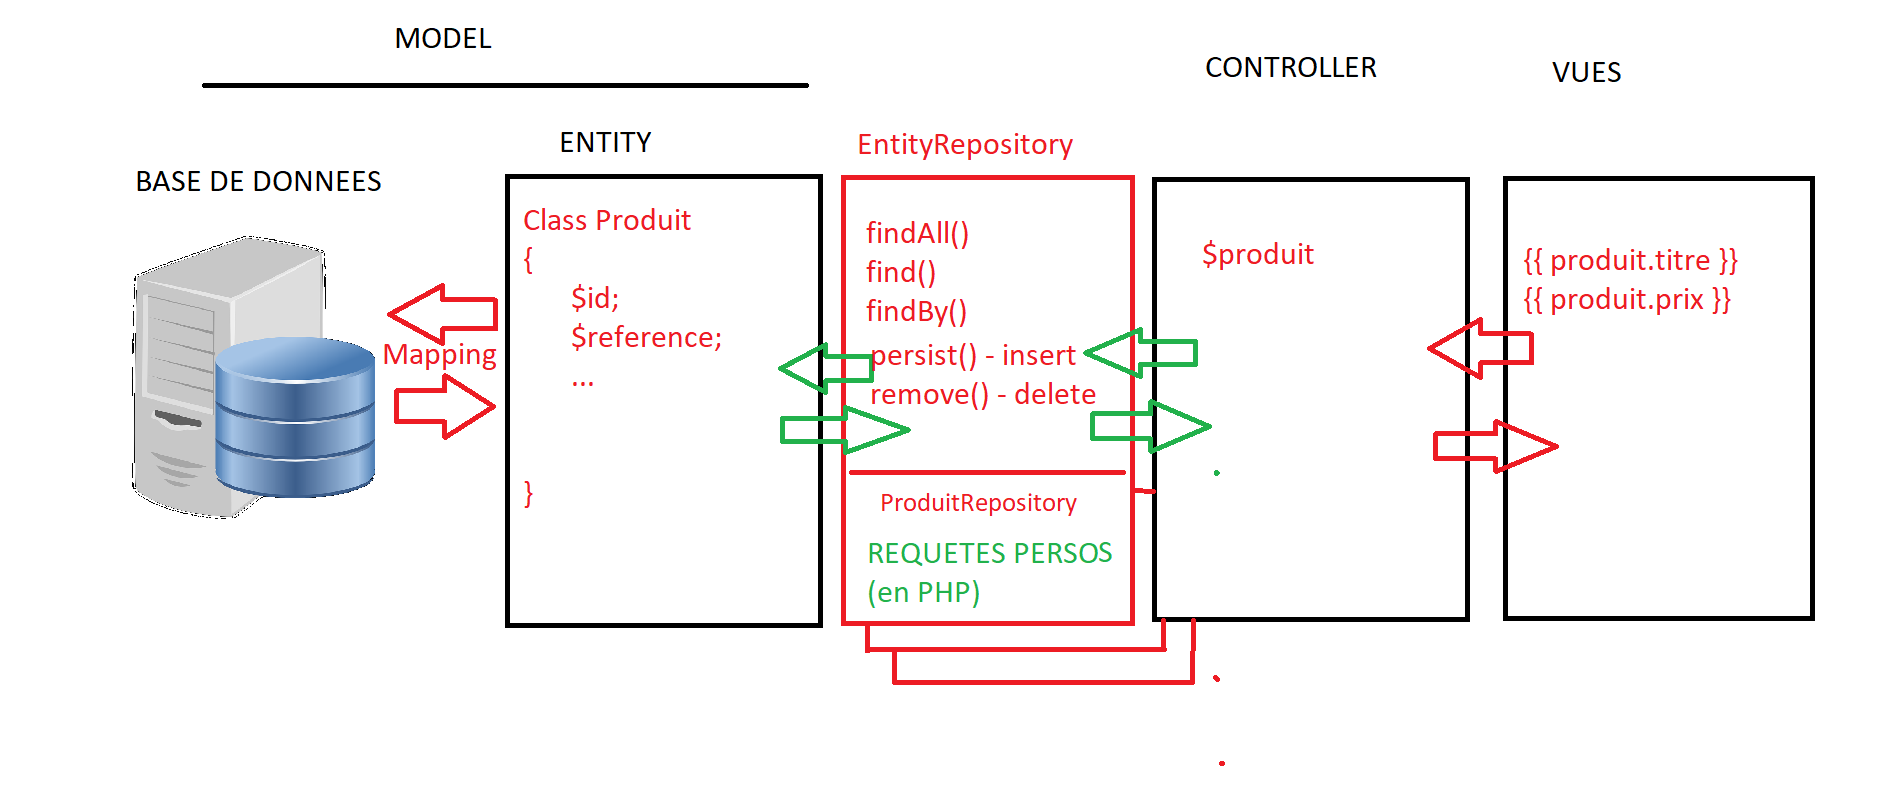 MODEL
CONTROLLER
VUES
ENTITY
EntityRepository
BASE DE DONNEES
Class Produit
{
$id;
$reference;
...
}
Mapping
findAll()
find()
findBy()
persist() - insert
remove() - delete
ProduitRepository
REQUETES PERSOS
(en PHP)
$produit
{{ produit.titre }}
{{ produit.prix }}